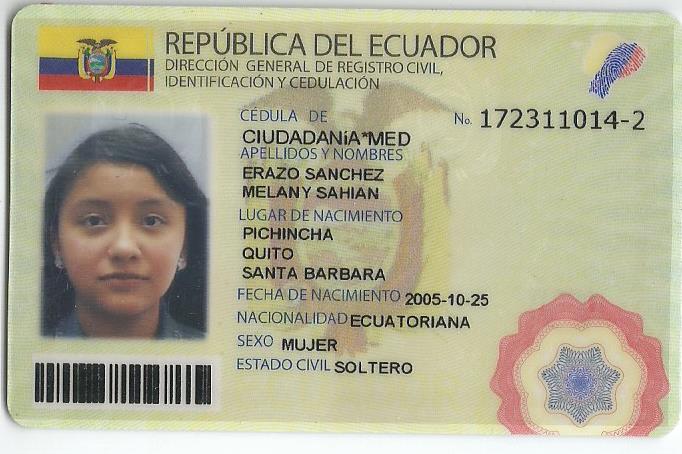 REPÚBLICA DEL ECUADOR
DIRECCIÓN GENERAL DE REGISTRO CIVIL,
IDENTIFICACIÓN Y CEDULACIÓN
CÉDULA DE
No. 172311014-2
CIUDADANíA*MED
APELLIDOS Y NOMBRES
ERAZO SANCHEZ
MELANY SAHIAN
LUGAR DE NACIMIENTO
PICHINCHA
QUITO
SANTA BARBARA
FECHA DE NACIMIENTO 2005-10-25
NACIONALIDAD ECUATORIANA
SEXO MUJER
ESTADO CIVIL SOLTERO